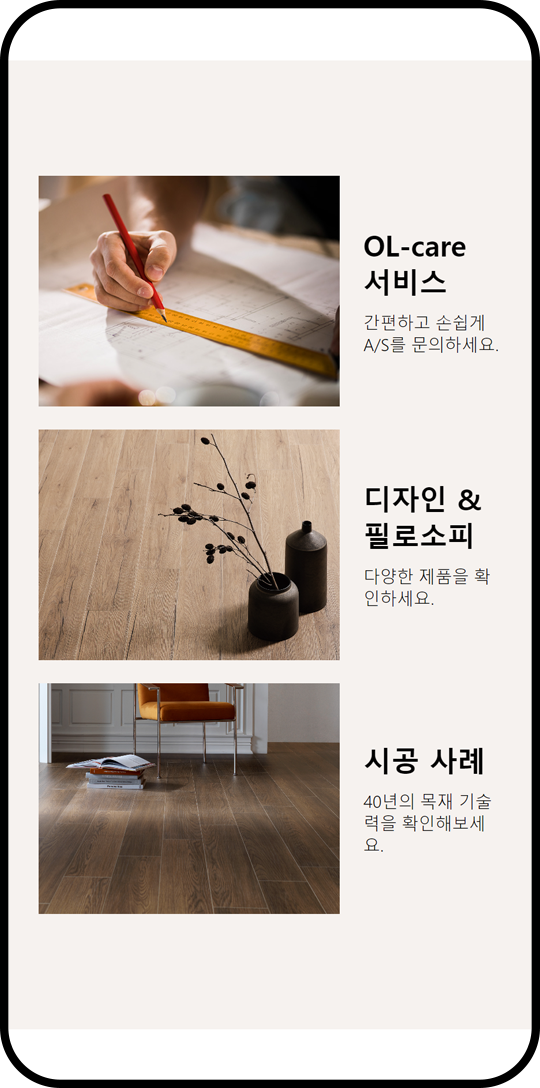 OL-care
서비스
간편하고 손쉽게
A/S를 문의하세요.
디자인 &
필로소피
다양한 제품을 확
인하세요.
시공 사례
40년의 목재 기술
력을 확인해보세
요.